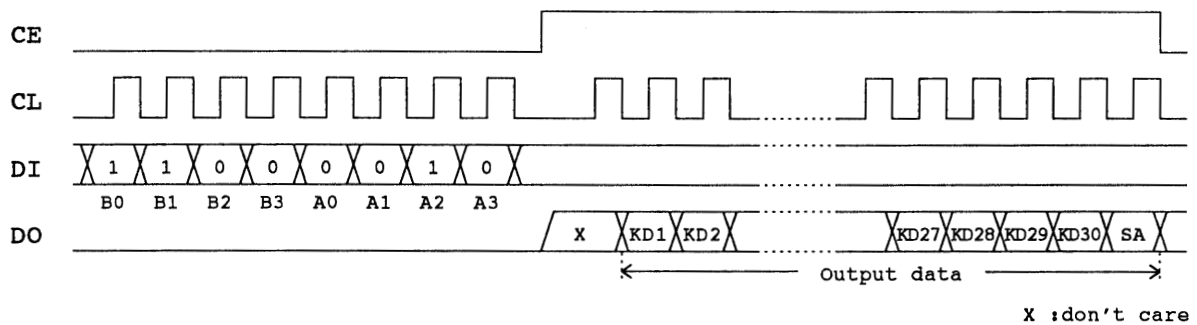 CE
CL
DI 1 1 0 0 0 0 1 0
B0 B1 B2 B3 A0 A1 A2 A3
DO X KD1 KD2 KD27 KD28 KD29 KD30 SA
Output data
X :don't care